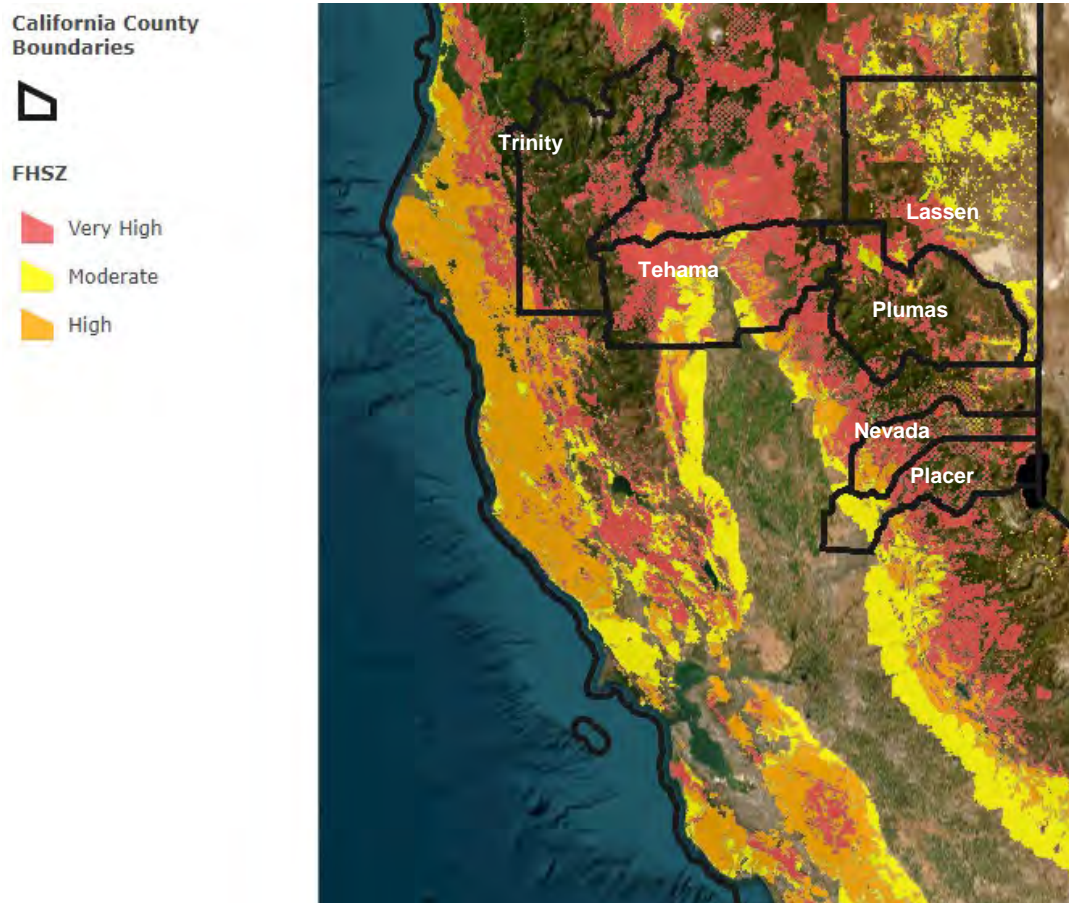 California County
Boundaries
FHSZ
Very High
Moderate
High
Trinity
Lassen
Tehama
Plumas
Nevada
Placer